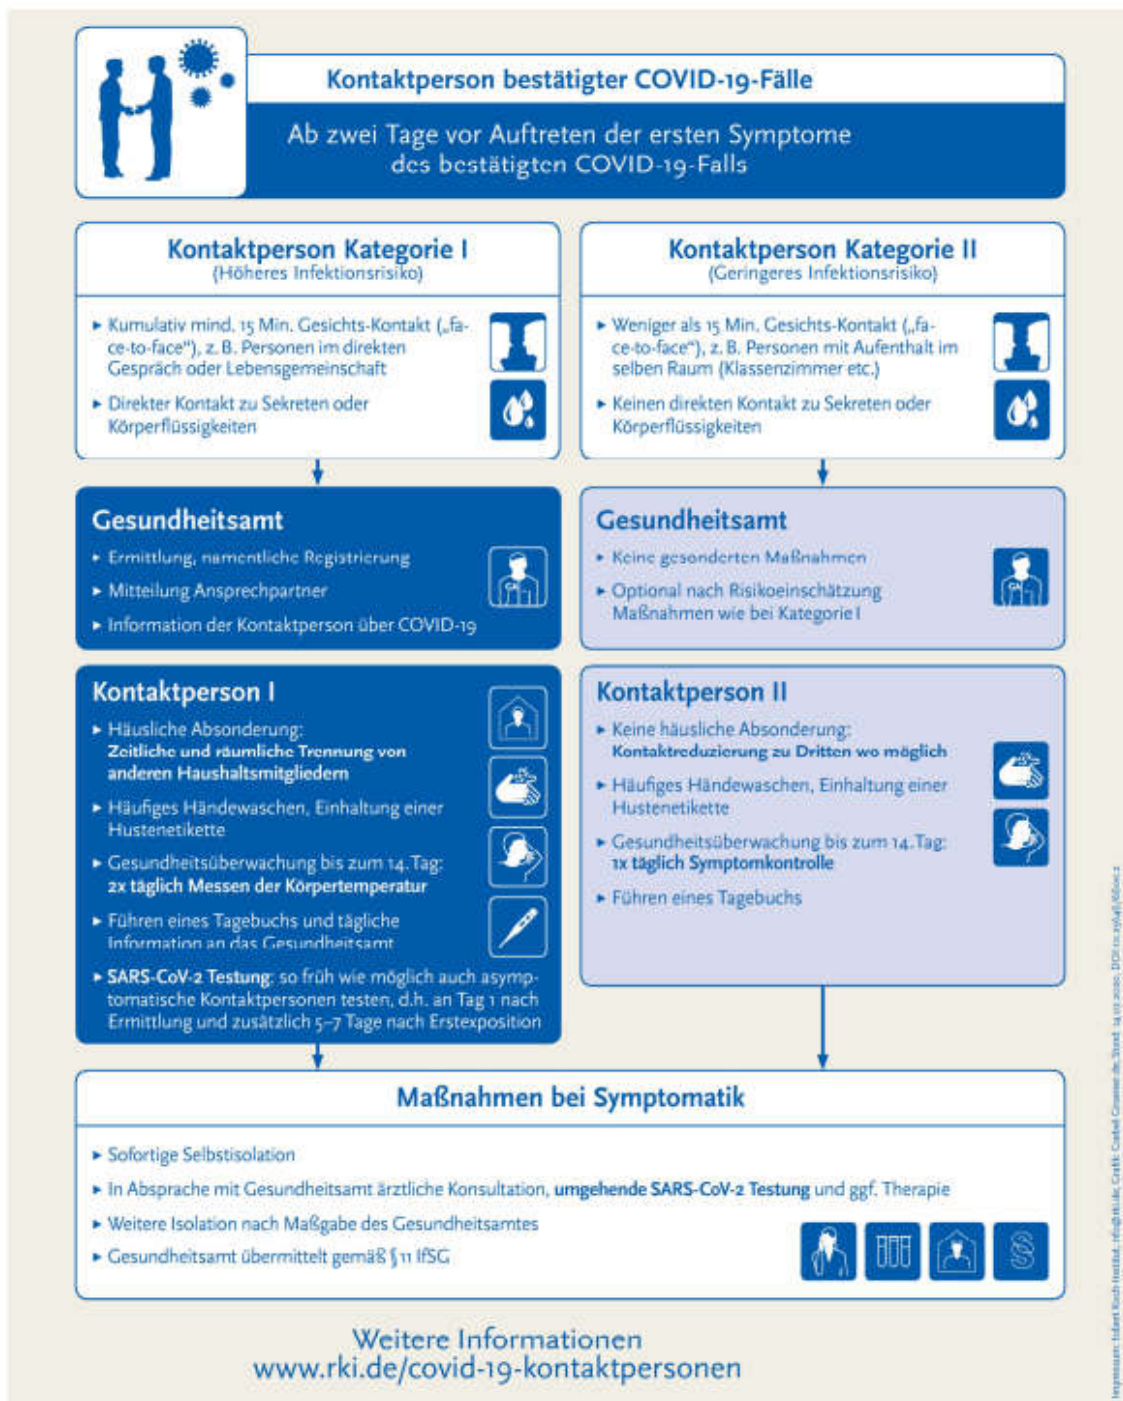 Kontaktperson bestätigter COVID-19-Fälle
Ab zwei Tage vor Auftreten der ersten Symptome
des bestätigten COVID-19-Falls
Kontaktperson Kategorie I
(Höheres Infektionsrisiko)
▸ Kumulativ mind. 15 Min. Gesichts-Kontakt („fa-
ce-to-face“), z. B. Personen im direkten
Gespräch oder Lebensgemeinschaft
▸ Direkter Kontakt zu Sekreten oder
Körperflüssigkeiten
Kontaktperson Kategorie II
(Geringeres Infektionsrisiko)
▸ Weniger als 15 Min. Gesichts-Kontakt („fa-
ce-to-face“), z. B. Personen mit Aufenthalt im
selben Raum (Klassenzimmer etc.)
▸ Keinen direkten Kontakt zu Sekreten oder
Körperflüssigkeiten
Gesundheitsamt
▸ Ermittlung, namentliche Registrierung
▸ Mitteilung Ansprechpartner
▸ Information der Kontaktperson über COVID-19
Gesundheitsamt
▸ Keine gesonderten Maßnahmen
▸ Optional nach Risikoeinschätzung
Maßnahmen wie bei Kategorie I
Kontaktperson I
▸ Häusliche Absonderung:
Zeitliche und räumliche Trennung von
anderen Haushaltsmitgliedern
▸ Häufiges Händewaschen, Einhaltung einer
Hustenetikette
▸ Gesundheitsüberwachung bis zum 14. Tag:
2x täglich Messen der Körpertemperatur
▸ Führen eines Tagebuchs und tägliche
Information an das Gesundheitsamt
▸ SARS-CoV-2 Testung: so früh wie möglich auch asymp-
tomatische Kontaktpersonen testen, d.h. an Tag 1 nach
Ermittlung und zusätzlich 5–7 Tage nach Erstexposition
Kontaktperson II
▸ Keine häusliche Absonderung:
Kontaktreduzierung zu Dritten wo möglich
▸ Häufiges Händewaschen, Einhaltung einer
Hustenetikette
▸ Gesundheitsüberwachung bis zum 14. Tag:
1x täglich Symptomkontrolle
▸ Führen eines Tagebuchs
Maßnahmen bei Symptomatik
▸ Sofortige Selbstisolation
▸ In Absprache mit Gesundheitsamt ärztliche Konsultation, umgehende SARS-CoV-2 Testung und ggf. Therapie
▸ Weitere Isolation nach Maßgabe des Gesundheitsamtes
▸ Gesundheitsamt übermittelt gemäß § 11 IfSG
§
Weitere Informationen
www.rki.de/covid-19-kontaktpersonen
Impressum: Robert Koch-Institut, Grafik: